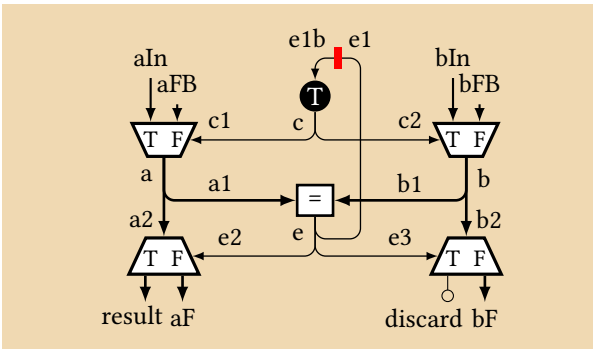 e1b e1
aIn bIn
aFB bFB
T
c1 c c2
T F T F
a b
a1 = b1
a2 b2
e2 e e3
T F T F
result aF discard bF